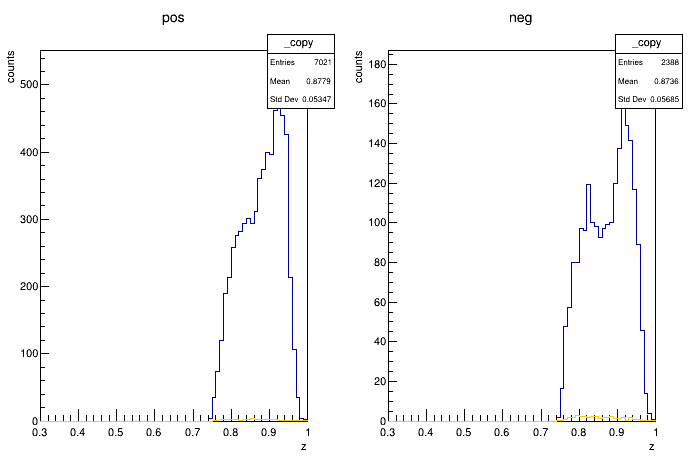 pos
_copy
Entries 7021
Mean 0.8779
Std Dev 0.05347
counts
500
400
300
200
100
0
0.3 0.4 0.5 0.6 0.7 0.8 0.9 1
z
neg
_copy
Entries 2388
Mean 0.8736
Std Dev 0.05685
counts
180
160
140
120
100
80
60
40
20
0
0.3 0.4 0.5 0.6 0.7 0.8 0.9 1
z